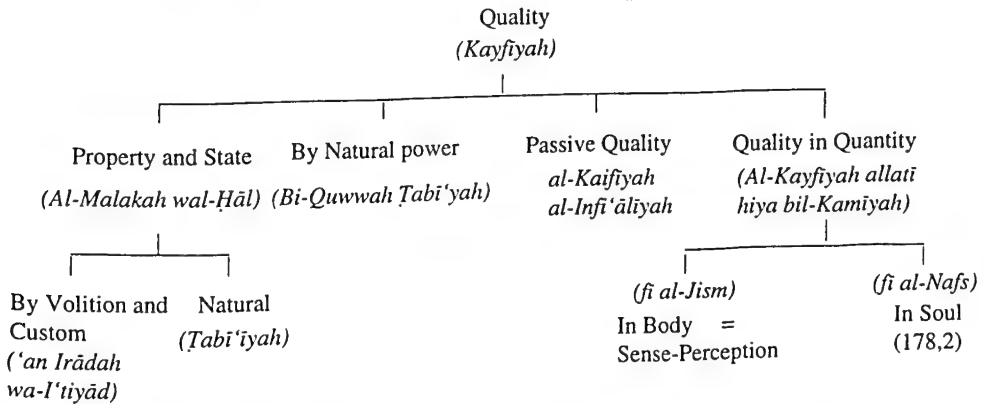 Quality
(Kayfīyah)
Property and State
(Al-Malakah wal-Ḥāl)
By Natural power
(Bi-Quwwah Ṭabī‘yah)
Passive Quality
al-Kaifīyah
al-Infi‘ālīyah
Quality in Quantity
(Al-Kayfīyah allatī
hiya bil-Kamīyah)
By Volition and
Custom
(‘an Irādah
wa-I‘tiyād)
Natural
(Ṭabī‘īyah)
(fi al-Jism)
In Body =
Sense-Perception
(fi al-Nafs)
In Soul
(178,2)